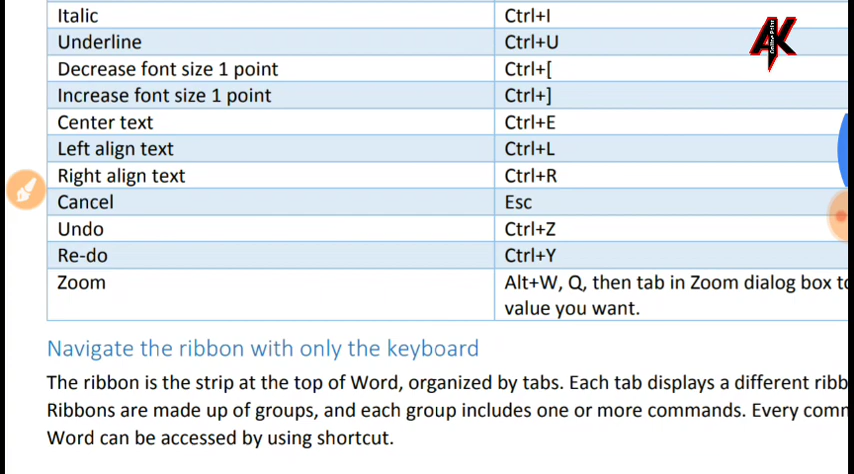 Italic Ctrl+I
Underline Ctrl+U
Decrease font size 1 point Ctrl+[
Increase font size 1 point Ctrl+]
Center text Ctrl+E
Left align text Ctrl+L
Right align text Ctrl+R
Cancel Esc
Undo Ctrl+Z
Re-do Ctrl+Y
Zoom Alt+W, Q, then tab in Zoom dialog box to
value you want.
Navigate the ribbon with only the keyboard
The ribbon is the strip at the top of Word, organized by tabs. Each tab displays a different ribb
Ribbons are made up of groups, and each group includes one or more commands. Every comm
Word can be accessed by using shortcut.
AK